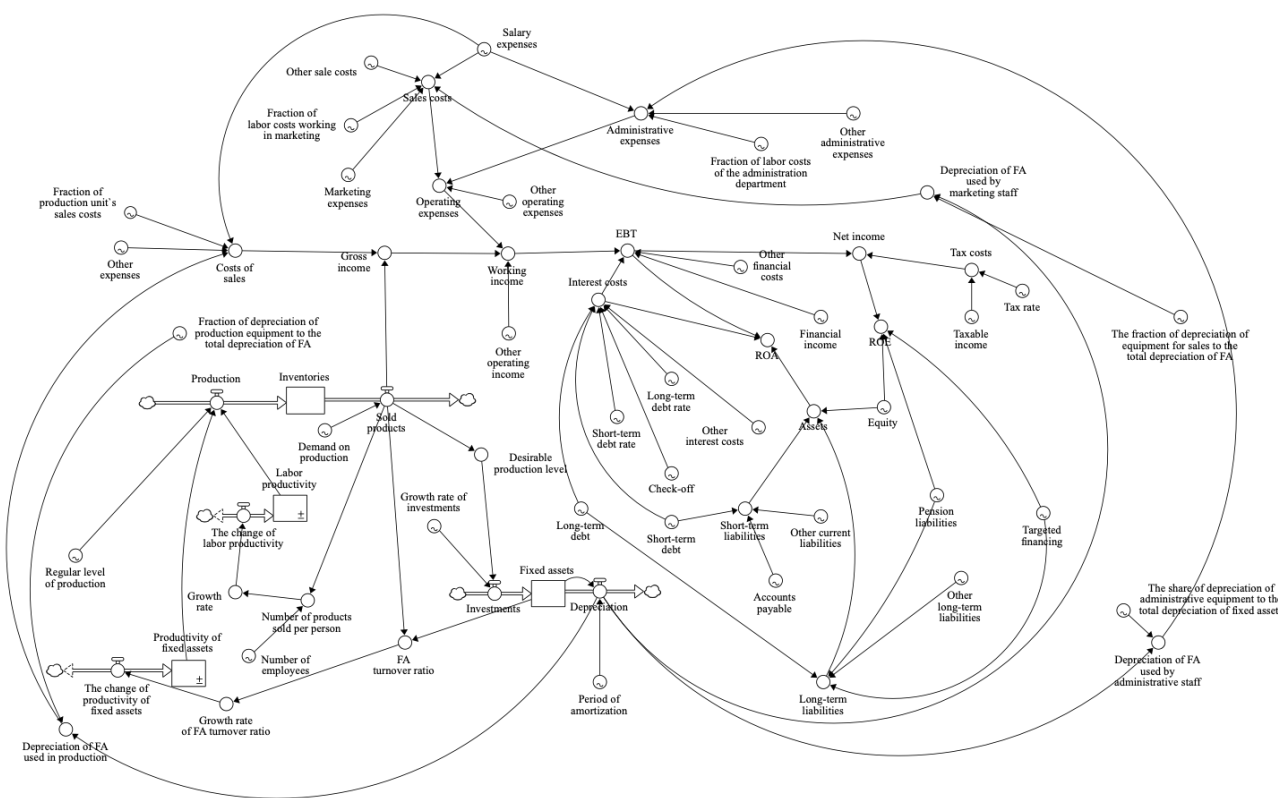 Salary
expenses
Other sale costs
Sales costs
Fraction of
labor costs working
in marketing
Administrative
expenses
Other
administrative
expenses
Fraction of labor costs
of the administration
department
Depreciation of FA
used by
marketing staff
Marketing
expenses
Operating
expenses
Other
operating
expenses
Fraction of
production unit`s
sales costs
Other
expenses
Costs of
sales
Gross
income
Working
income
EBT
Other
financial
costs
Net income
Tax costs
Tax rate
Taxable
income
Interest costs
Financial
income
ROE
ROA
The fraction of depreciation of
equipment for sales to the
total depreciation of FA
Fraction of depreciation of
production equipment to the
total depreciation of FA
Other
operating
income
Production
Inventories
Sold
products
Demand on
production
Long-term
debt rate
Short-term
debt rate
Other
interest costs
Assets
Equity
Desirable
production level
Check-off
Labor
productivity
±
The change of
labor productivity
Growth rate of
investments
Long-term
debt
Short-term
debt
Short-term
liabilities
Other current
liabilities
Pension
liabilities
Targeted
financing
Regular level
of production
Growth
rate
Number of products
sold per person
Number of
employees
Investments
Fixed assets
Depreciation
Accounts
payable
Other
long-term
liabilities
The share of depreciation of
administrative equipment to the
total depreciation of fixed asset
Productivity of
fixed assets
±
The change of
productivity of
fixed assets
FA
turnover ratio
Growth rate
of FA turnover ratio
Period of
amortization
Long-term
liabilities
Depreciation of FA
used by
administrative staff
Depreciation of FA
used in production